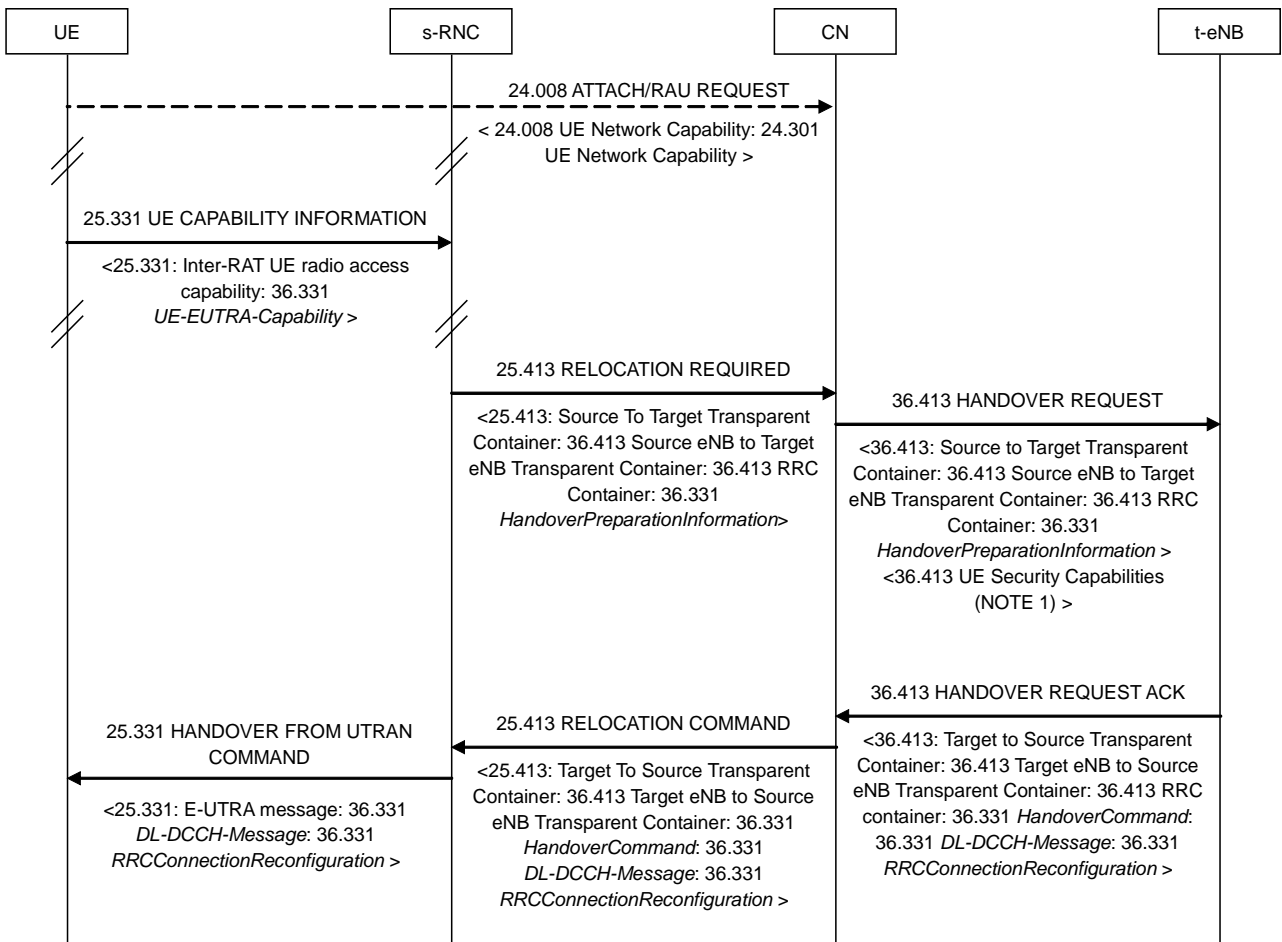 UE
s-RNC
CN
t-eNB
24.008 ATTACH/RAU REQUEST
< 24.008 UE Network Capability: 24.301
UE Network Capability >
25.331 UE CAPABILITY INFORMATION
<25.331: Inter-RAT UE radio access
capability: 36.331
UE-EUTRA-Capability >
25.413 RELOCATION REQUIRED
<25.413: Source To Target Transparent
Container: 36.413 Source eNB to Target
eNB Transparent Container: 36.413 RRC
Container: 36.331
HandoverPreparationInformation>
36.413 HANDOVER REQUEST
<36.413: Source to Target Transparent
Container: 36.413 Source eNB to Target
eNB Transparent Container: 36.413 RRC
Container: 36.331
HandoverPreparationInformation >
<36.413 UE Security Capabilities
(NOTE 1) >
36.413 HANDOVER REQUEST ACK
<36.413: Target to Source Transparent
Container: 36.413 Target eNB to Source
eNB Transparent Container: 36.413 RRC
container: 36.331 HandoverCommand:
36.331 DL-DCCH-Message: 36.331
RRCConnectionReconfiguration >
25.413 RELOCATION COMMAND
<25.413: Target To Source Transparent
Container: 36.413 Target eNB to Source
eNB Transparent Container: 36.331
HandoverCommand: 36.331
DL-DCCH-Message: 36.331
RRCConnectionReconfiguration >
25.331 HANDOVER FROM UTRAN
COMMAND
<25.331: E-UTRA message: 36.331
DL-DCCH-Message: 36.331
RRCConnectionReconfiguration >